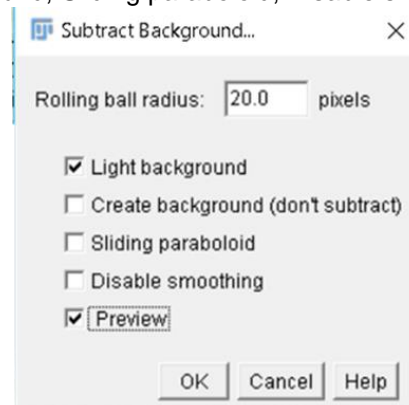 Subtract Background...
Rolling ball radius: 20.0 pixels
Light background
Create background (don't subtract)
Sliding paraboloid
Disable smoothing
Preview
OK Cancel Help